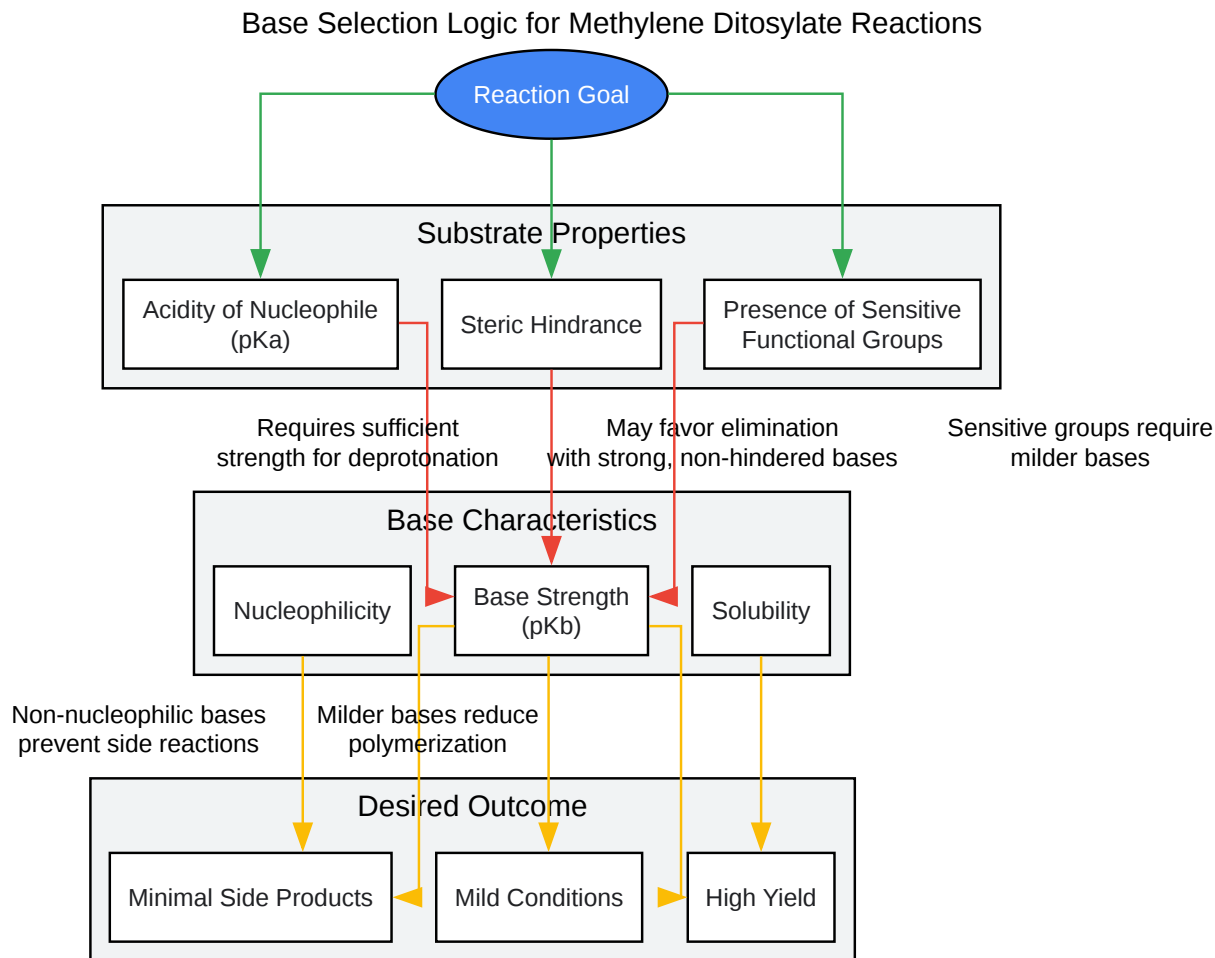 Base Selection Logic for Methylene Ditosylate Reactions
Reaction Goal
Substrate Properties
Acidity of Nucleophile
(pKa)
Steric Hindrance
Presence of Sensitive
Functional Groups
Requires sufficient
strength for deprotonation
May favor elimination
with strong, non-hindered bases
Sensitive groups require
milder bases
Base Characteristics
Nucleophilicity
Base Strength
(pKb)
Solubility
Non-nucleophilic bases
prevent side reactions
Milder bases reduce
polymerization
Desired Outcome
Minimal Side Products
Mild Conditions
High Yield